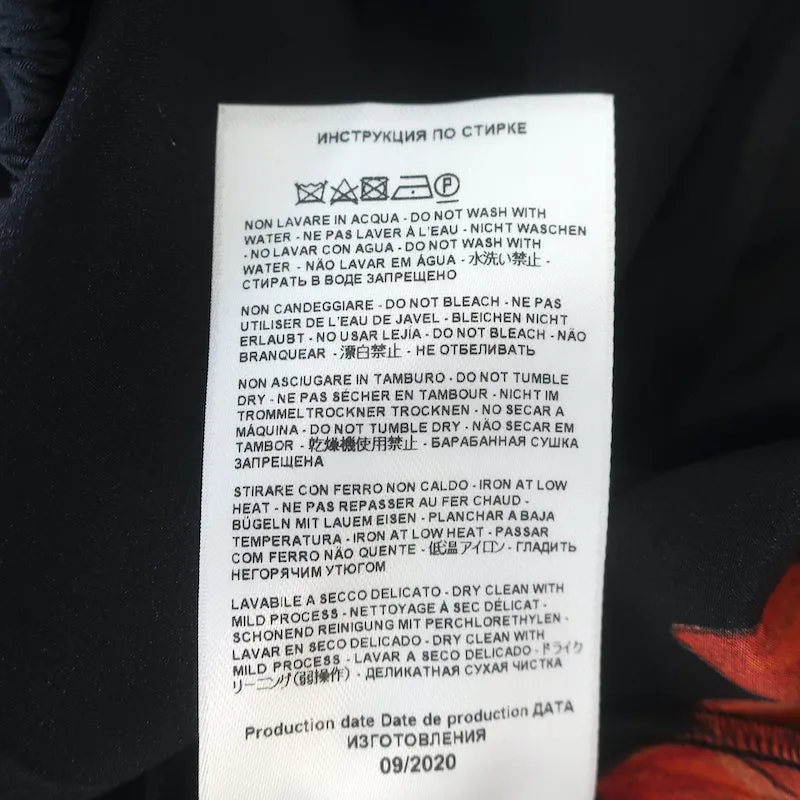 ИНСТРУКЦИЯ ПО СТИРКЕ
P
NON LAVARE IN ACQUA - DO NOT WASH WITH
WATER - NE PAS LAVER À L'EAU - NICHT WASCHEN
- NO LAVAR CON AGUA - DO NOT WASH WITH
WATER - NÃO LAVAR EM ÁGUA - 水洗い禁止 -
СТИРАТЬ В ВОДЕ ЗАПРЕЩЕНО
NON CANDEGGIARE - DO NOT BLEACH - NE PAS
UTILISER DE L'EAU DE JAVEL - BLEICHEN NICHT
ERLAUBT - NO USAR LEJÍA - DO NOT BLEACH - NÃO
BRANQUEAR - 漂白禁止 - НЕ ОТБЕЛИВАТЬ
NON ASCIUGARE IN TAMBURO - DO NOT TUMBLE
DRY - NE PAS SÉCHER EN TAMBOUR - NICHT IM
TROMMELTROCKNER TROCKNEN - NO SECAR A
MÁQUINA - DO NOT TUMBLE DRY - NÃO SECAR EM
TAMBOR - 乾燥機使用禁止 - БАРАБАННАЯ СУШКА
ЗАПРЕЩЕНА
STIRARE CON FERRO NON CALDO - IRON AT LOW
HEAT - NE PAS REPASSER AU FER CHAUD -
BÜGELN MIT LAUEM EISEN - PLANCHAR A BAJA
TEMPERATURA - IRON AT LOW HEAT - PASSAR
COM FERRO NÃO QUENTE - 低温アイロン - ГЛАДИТЬ
НЕГОРЯЧИМ УТЮГОМ
LAVABILE A SECCO DELICATO - DRY CLEAN WITH
MILD PROCESS - NETTOYAGE À SEC DÉLICAT -
SCHONEND REINIGUNG MIT PERCHLORETHYLEN -
LAVAR EN SECO DELICADO - DRY CLEAN WITH
MILD PROCESS - LAVAR A SECO DELICADO - ドライク
リーニング(弱操作) - ДЕЛИКАТНАЯ СУХАЯ ЧИСТКА
Production date Date de production ДАТА
ИЗГОТОВЛЕНИЯ
09/2020